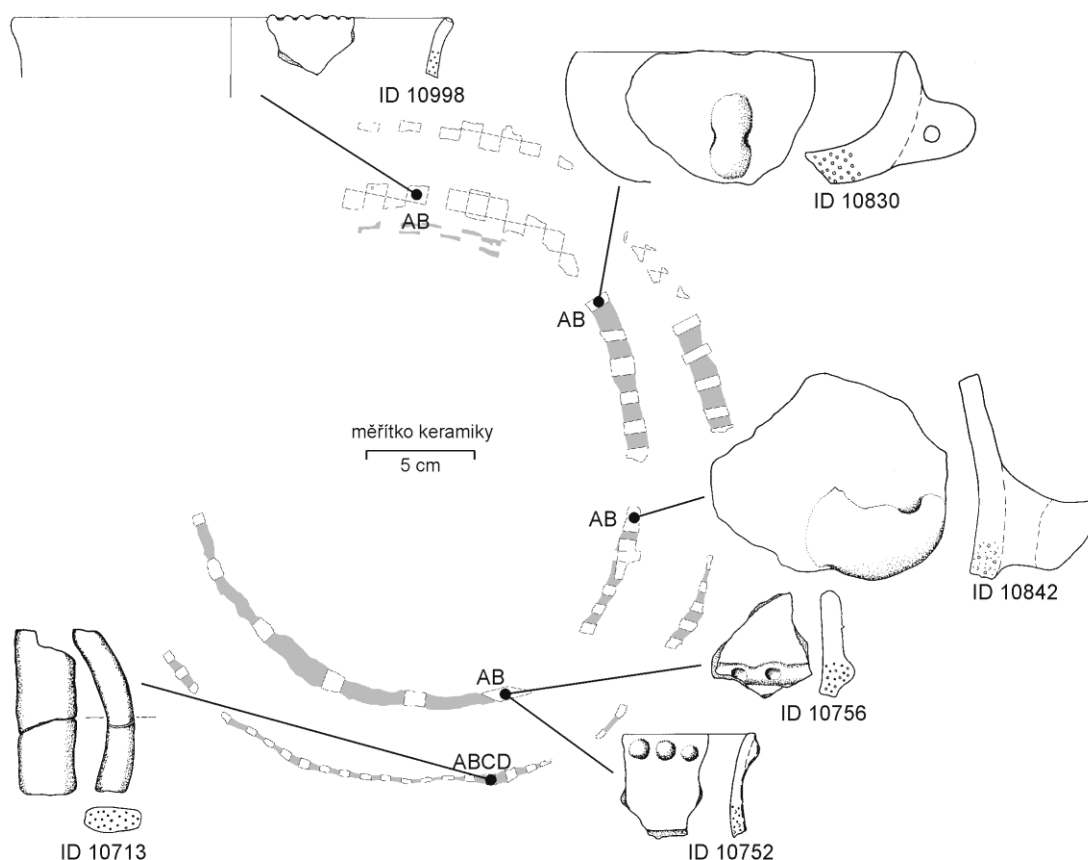 ID 10998
ID 10830
AB
AB
měřítko keramiky
5 cm
AB
ID 10842
AB
ID 10756
ABCD
ID 10713
ID 10752